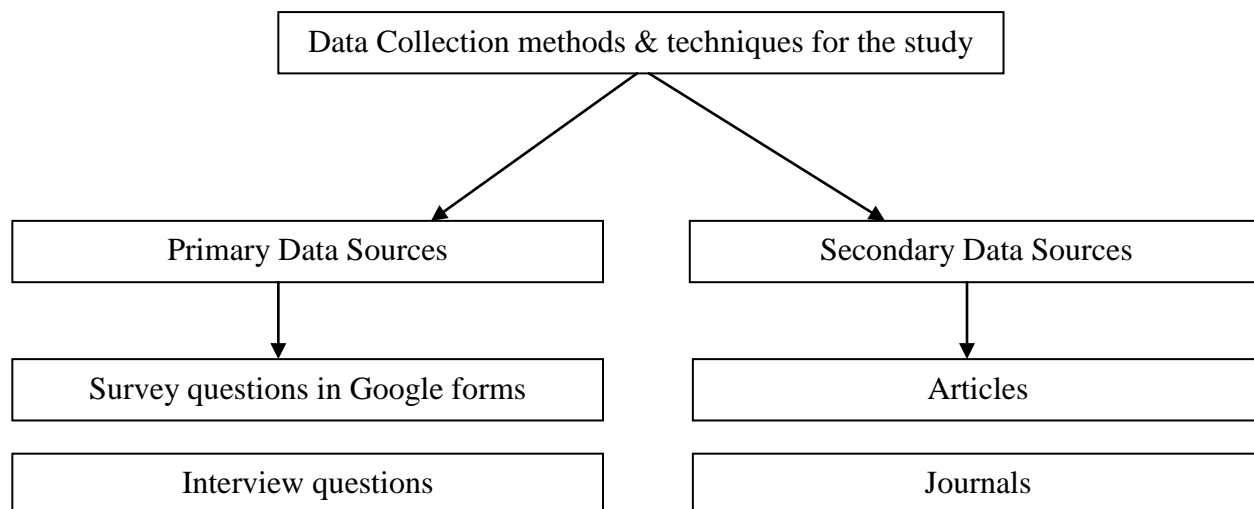 Data Collection methods & techniques for the study
Primary Data Sources
Secondary Data Sources
Survey questions in Google forms
Articles
Interview questions
Journals